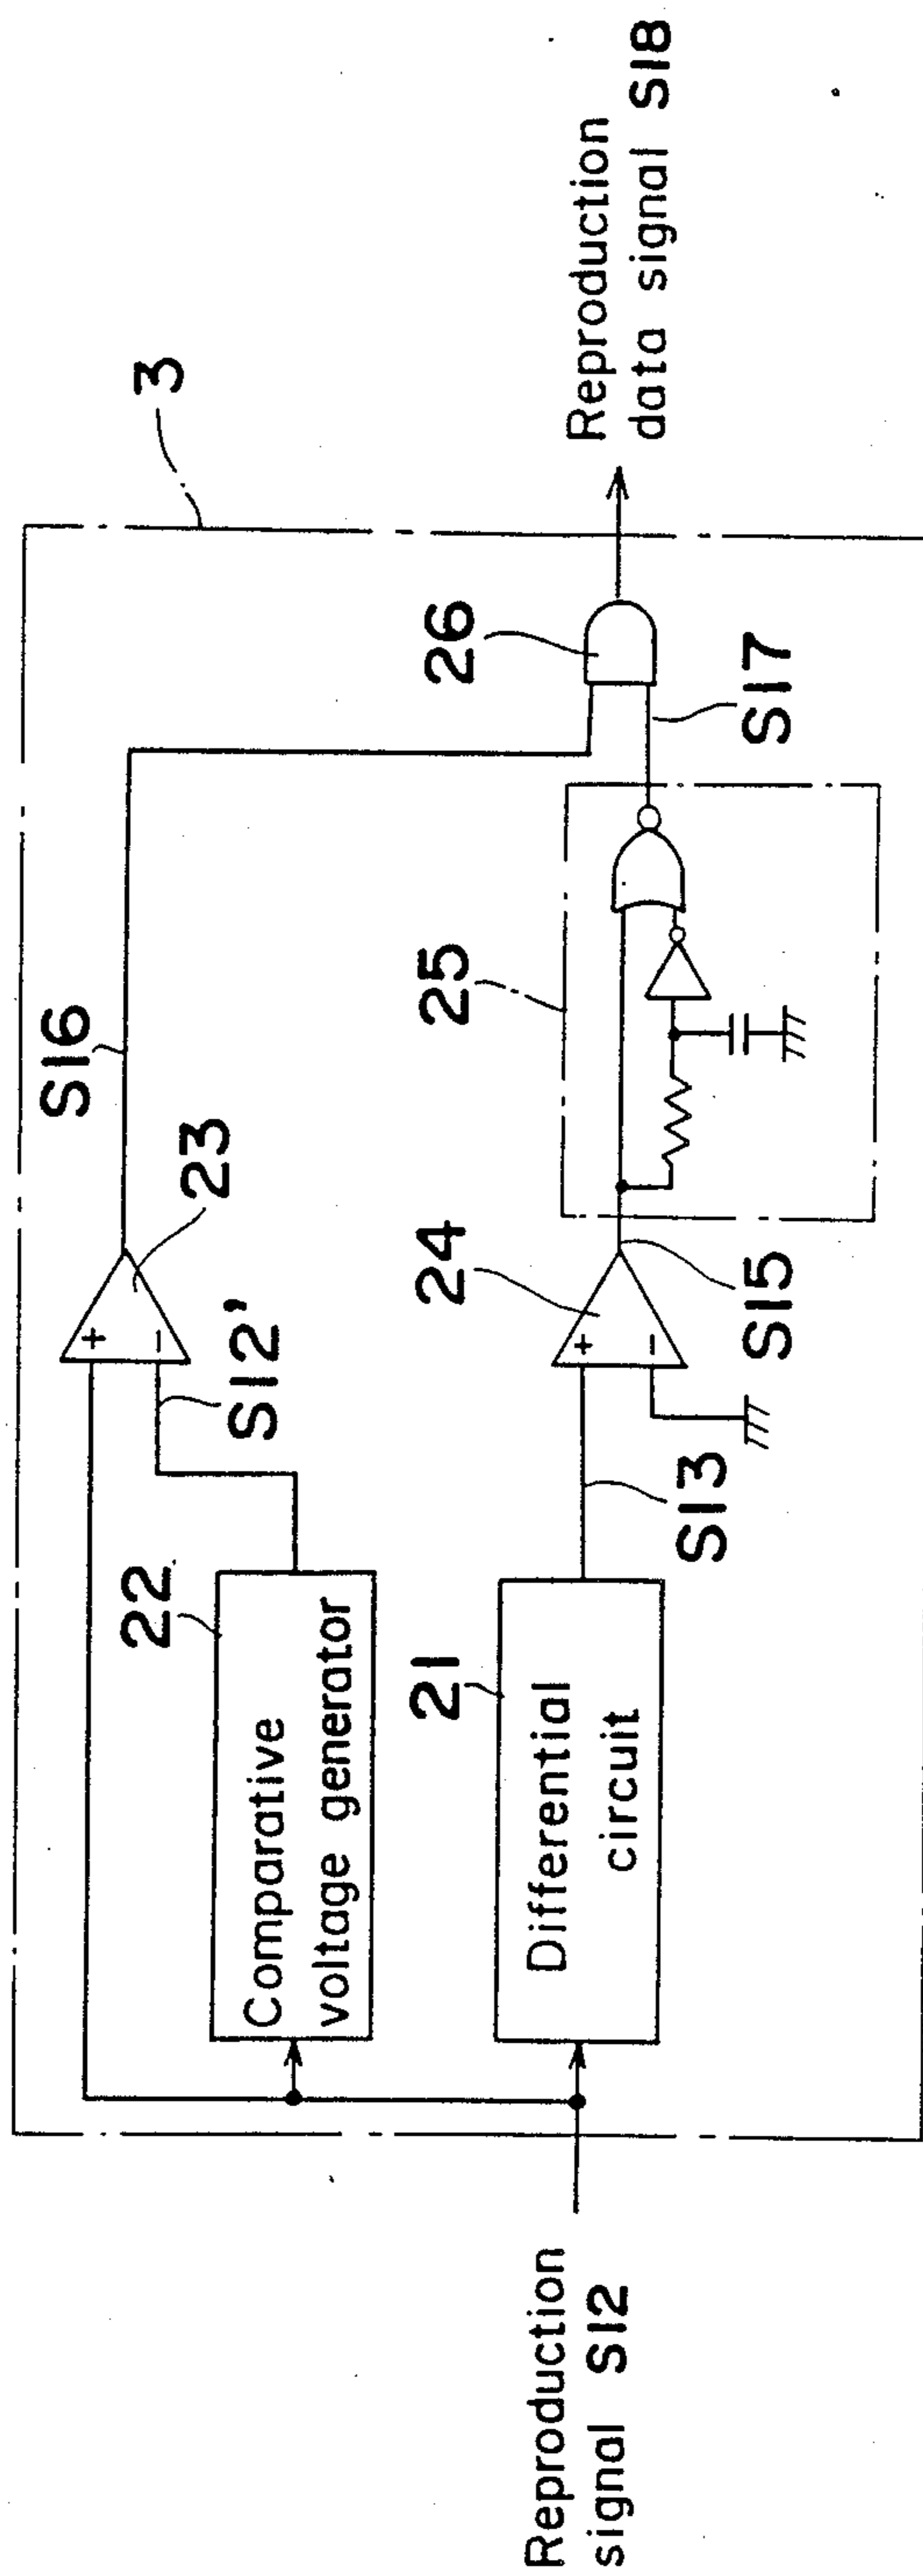 3
S16
23
+
−
S12'
22
Comparative
voltage generator
26
Reproduction
data signal S18
25
S17
24
+
−
S15
21
S13
Differential
circuit
Reproduction
signal S12